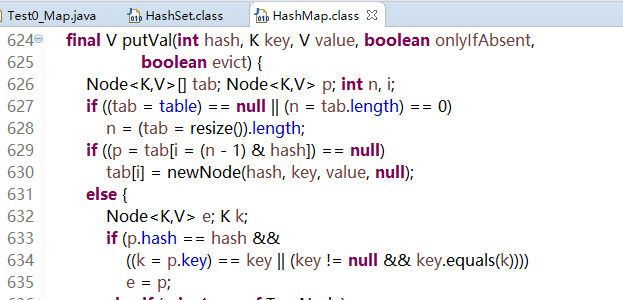 Test0_Map.java HashSet.class HashMap.class
624 final V putVal(int hash, K key, V value, boolean onlyIfAbsent,
625 boolean evict) {
626 Node<K,V>[] tab; Node<K,V> p; int n, i;
627 if ((tab = table) == null || (n = tab.length) == 0)
628 n = (tab = resize()).length;
629 if ((p = tab[i = (n - 1) & hash]) == null)
630 tab[i] = newNode(hash, key, value, null);
631 else {
632 Node<K,V> e; K k;
633 if (p.hash == hash &&
634 ((k = p.key) == key || (key != null && key.equals(k))))
635 e = p;